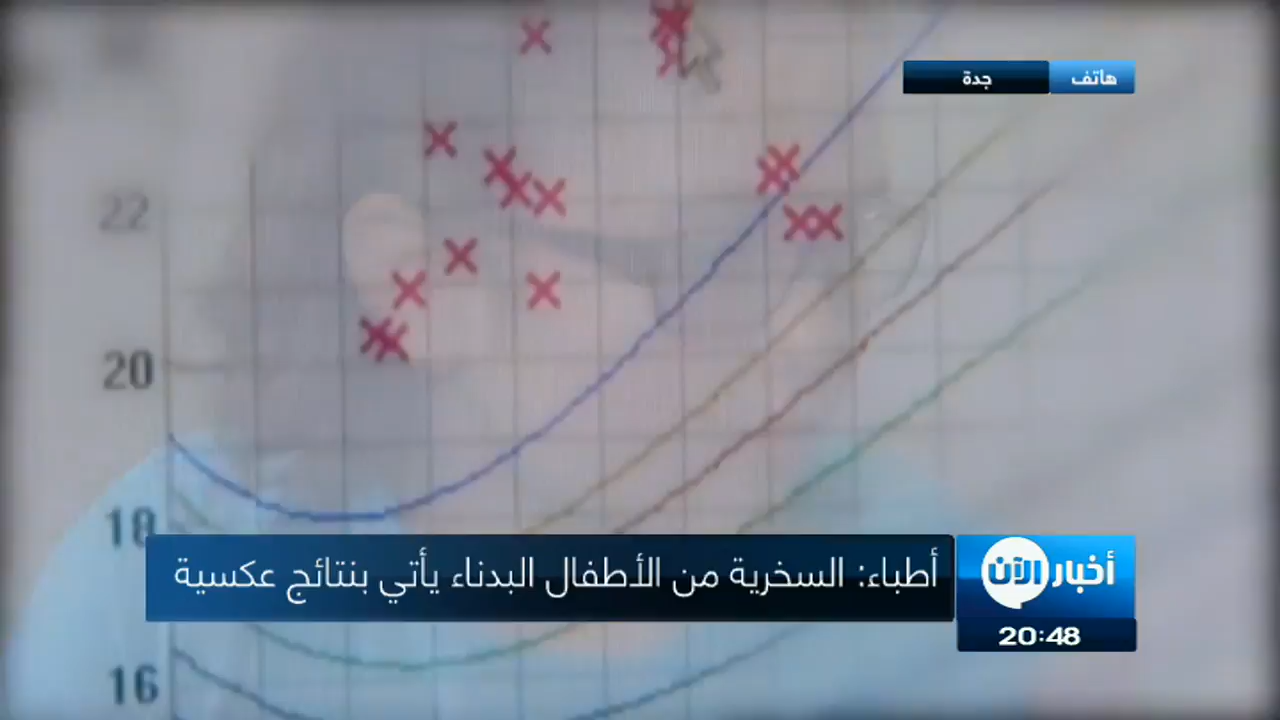 هاتف
جدة
22
20
18
16
أطباء: السخرية من الأطفال البدناء يأتي بنتائج عكسية
أخبار الآن
20:48